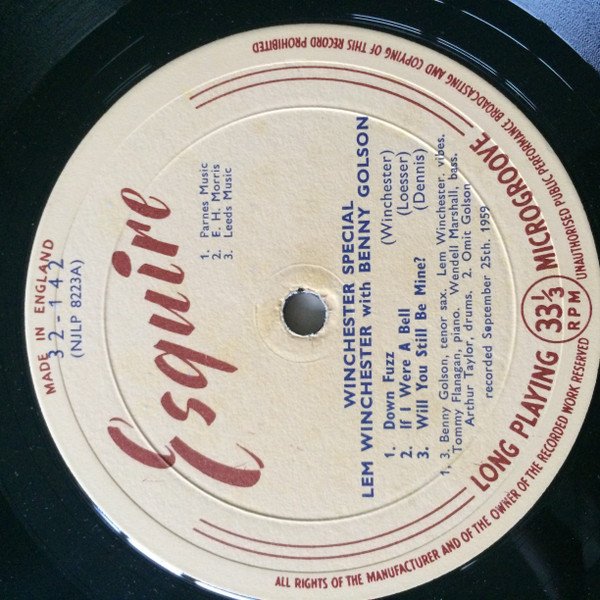 MADE IN ENGLAND
32-142
(NJLP 8223A)
Esquire
1. Parnes Music
2. E. H. Morris
3. Leeds Music
WINCHESTER SPECIAL
LEM WINCHESTER with BENNY GOLSON
1. Down Fuzz (Winchester)
2. If I Were A Bell (Loesser)
3. Will You Still Be Mine? (Dennis)
1, 3. Benny Golson, tenor sax. Lem Winchester, vibes.
Tommy Flanagan, piano. Wendell Marshall, bass.
Arthur Taylor, drums. 2. Omit Golson
recorded September 25th. 1959
LONG PLAYING 33⅓ RPM MICROGROOVE
ALL RIGHTS OF THE MANUFACTURER AND OF THE OWNER OF THE RECORDED WORK RESERVED UNAUTHORISED PUBLIC PERFORMANCE BROADCASTING AND COPYING OF THIS RECORD PROHIBITED